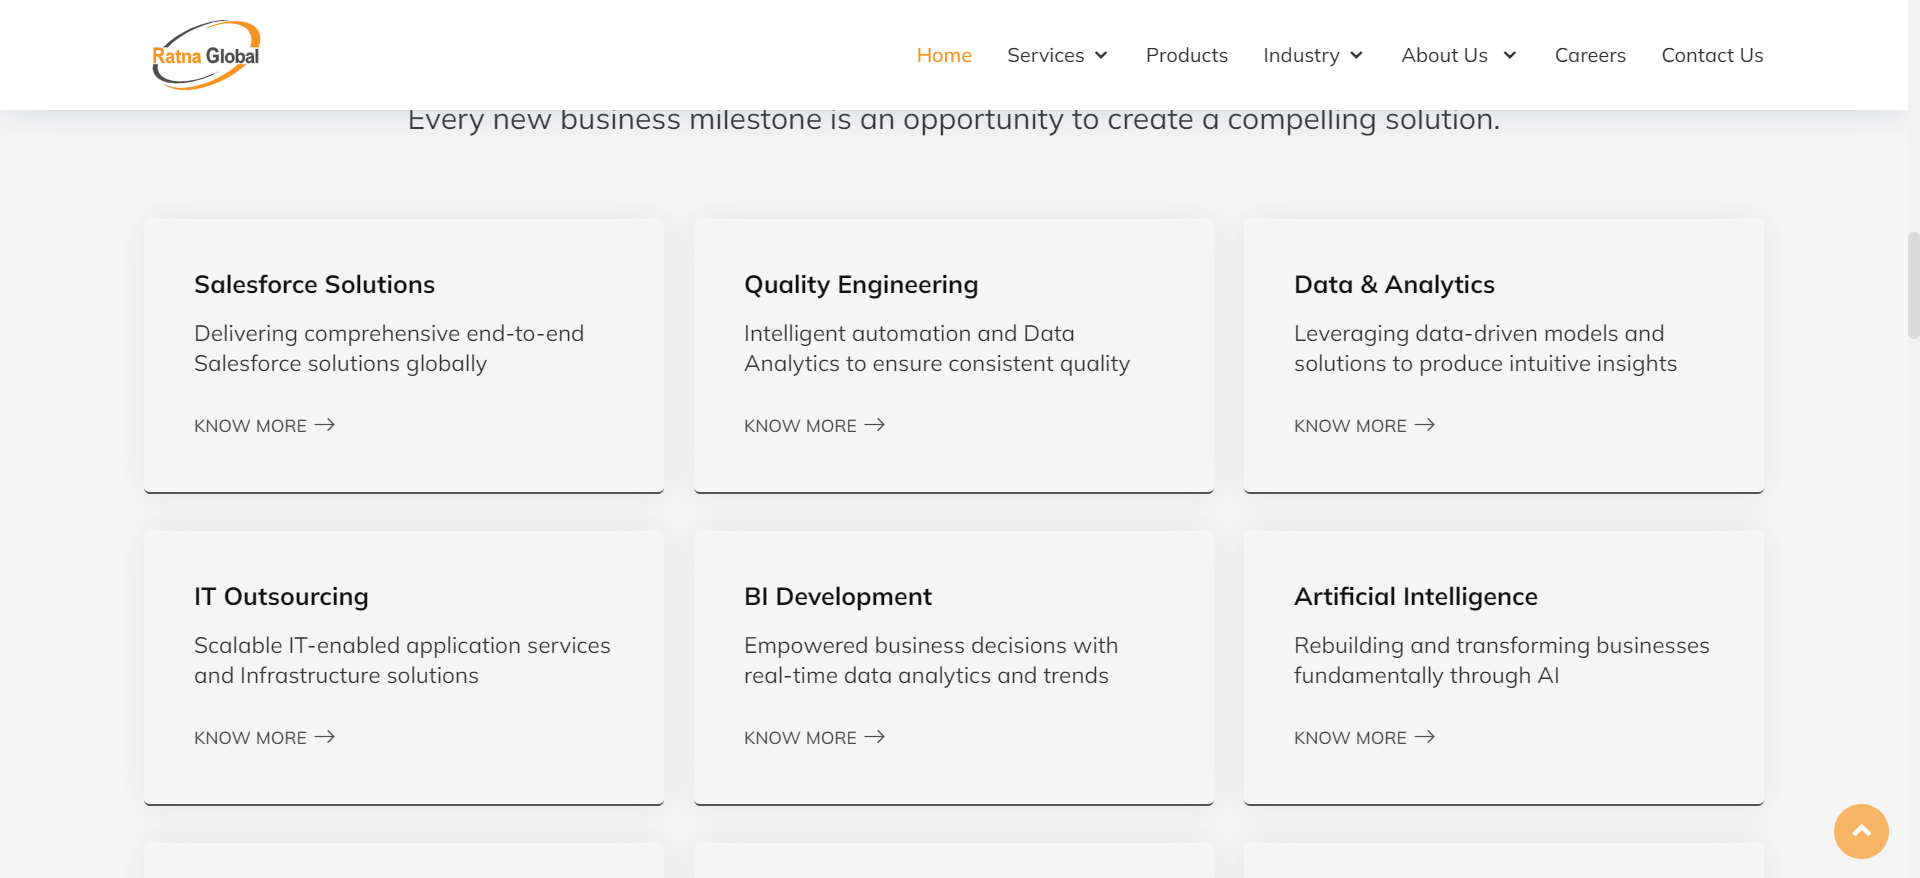 Ratna Global
Home Services Products Industry About Us Careers Contact Us
Every new business milestone is an opportunity to create a compelling solution.
Salesforce Solutions
Delivering comprehensive end-to-end
Salesforce solutions globally
KNOW MORE
Quality Engineering
Intelligent automation and Data
Analytics to ensure consistent quality
KNOW MORE
Data & Analytics
Leveraging data-driven models and
solutions to produce intuitive insights
KNOW MORE
IT Outsourcing
Scalable IT-enabled application services
and Infrastructure solutions
KNOW MORE
BI Development
Empowered business decisions with
real-time data analytics and trends
KNOW MORE
Artificial Intelligence
Rebuilding and transforming businesses
fundamentally through AI
KNOW MORE